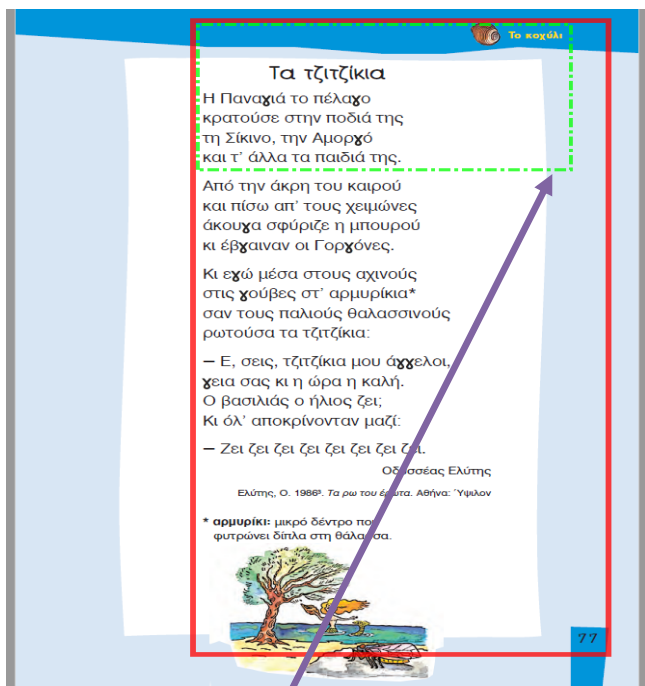 Το κοχύλι
Τα τζιτζίκια
Η Παναγιά το πέλαγο
κρατούσε στην ποδιά της
τη Σίκινο, την Αμοργό
και τ' άλλα τα παιδιά της.
Από την άκρη του καιρού
και πίσω απ' τους χειμώνες
άκουγα σφύριζε η μπουρού
κι έβγαιναν οι Γοργόνες.
Κι εγώ μέσα στους αχινούς
στις γούβες στ' αρμυρίκια*
σαν τους παλιούς θαλασσινούς
ρωτούσα τα τζιτζίκια:
– Ε, σεις, τζιτζίκια μου άγγελοι,
γεια σας κι η ώρα η καλή.
Ο βασιλιάς ο ήλιος ζει;
Κι όλ' αποκρίνονταν μαζί:
– Ζει ζει ζει ζει ζει ζει ζει ζει.
Οδυσσέας Ελύτης
Ελύτης, Ο. 1986⁹. Τα ρω του έρωτα. Αθήνα: Ύψιλον
* αρμυρίκι: μικρό δέντρο που
φυτρώνει δίπλα στη θάλασσα.
77